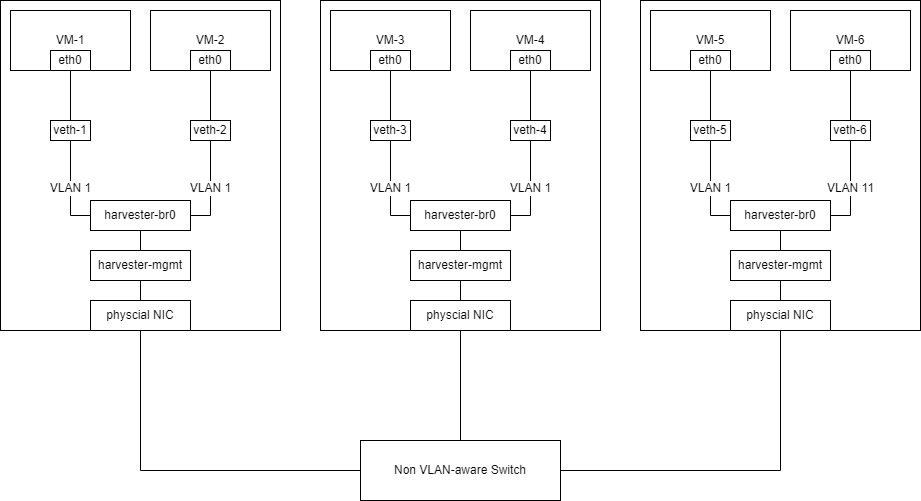 VM-1
eth0
VM-2
eth0
VM-3
eth0
VM-4
eth0
VM-5
eth0
VM-6
eth0
veth-1
veth-2
veth-3
veth-4
veth-5
veth-6
VLAN 1
VLAN 1
VLAN 1
VLAN 1
VLAN 1
VLAN 11
harvester-br0
harvester-br0
harvester-br0
harvester-mgmt
harvester-mgmt
harvester-mgmt
physcial NIC
physcial NIC
physcial NIC
Non VLAN-aware Switch